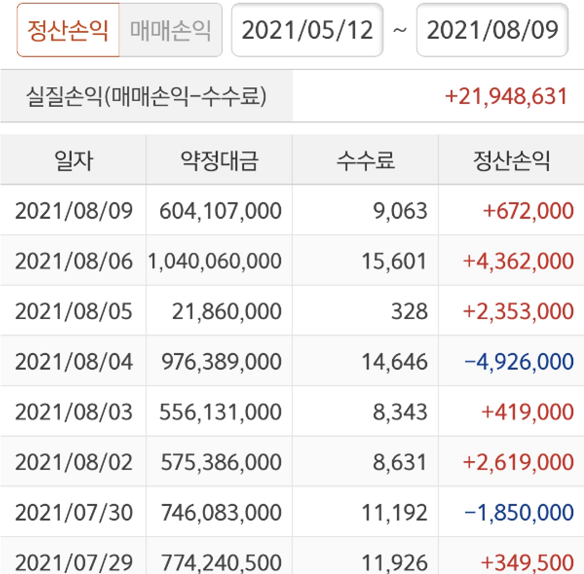 정산손익 매매손익 2021/05/12 ~ 2021/08/09
실질손익(매매손익-수수료) +21,948,631
일자 약정대금 수수료 정산손익
2021/08/09 604,107,000 9,063 +672,000
2021/08/06 1,040,060,000 15,601 +4,362,000
2021/08/05 21,860,000 328 +2,353,000
2021/08/04 976,389,000 14,646 -4,926,000
2021/08/03 556,131,000 8,343 +419,000
2021/08/02 575,386,000 8,631 +2,619,000
2021/07/30 746,083,000 11,192 -1,850,000
2021/07/29 774,240,500 11,926 +349,500